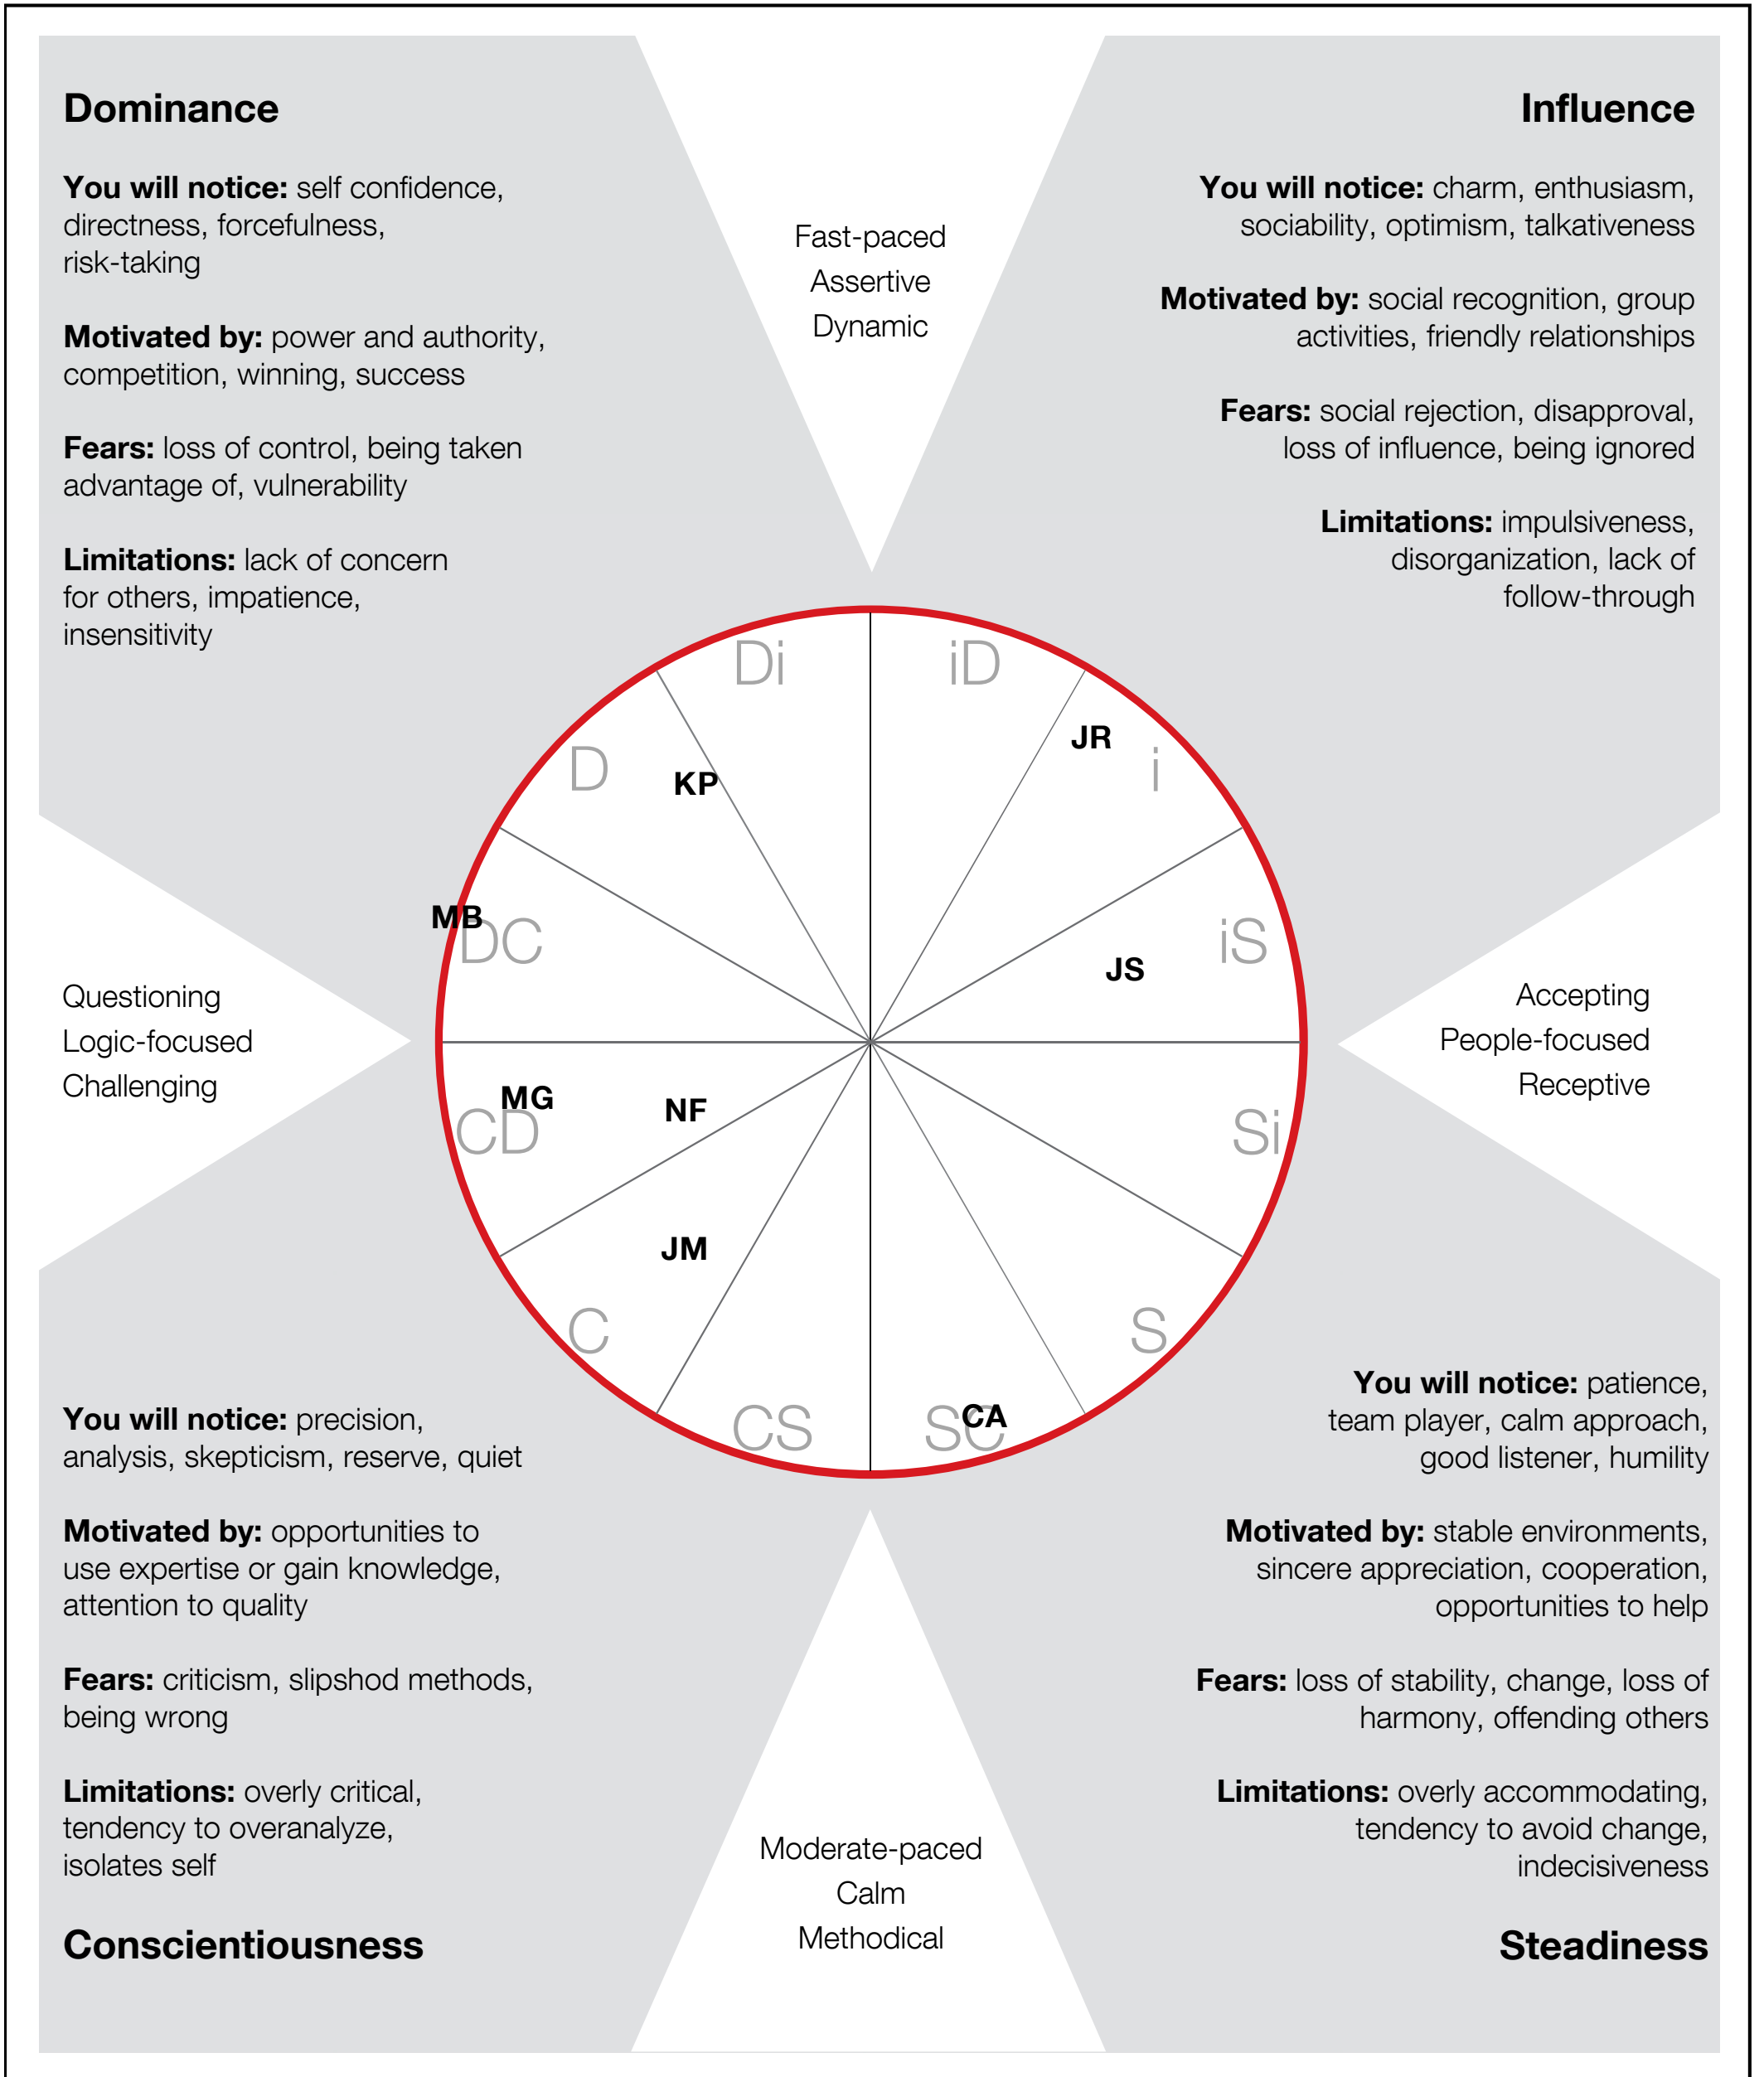 Dominance
You will notice: self confidence,
directness, forcefulness,
risk-taking
Motivated by: power and authority,
competition, winning, success
Fears: loss of control, being taken
advantage of, vulnerability
Limitations: lack of concern
for others, impatience,
insensitivity
Fast-paced
Assertive
Dynamic
Influence
You will notice: charm, enthusiasm,
sociability, optimism, talkativeness
Motivated by: social recognition, group
activities, friendly relationships
Fears: social rejection, disapproval,
loss of influence, being ignored
Limitations: impulsiveness,
disorganization, lack of
follow-through
Di
iD
D
KP
JR
i
MB
DC
JS
iS
Questioning
Logic-focused
Challenging
Accepting
People-focused
Receptive
MG
CD
NF
Si
JM
C
S
CS
SC
CA
You will notice: precision,
analysis, skepticism, reserve, quiet
Motivated by: opportunities to
use expertise or gain knowledge,
attention to quality
Fears: criticism, slipshod methods,
being wrong
Limitations: overly critical,
tendency to overanalyze,
isolates self
Conscientiousness
Moderate-paced
Calm
Methodical
You will notice: patience,
team player, calm approach,
good listener, humility
Motivated by: stable environments,
sincere appreciation, cooperation,
opportunities to help
Fears: loss of stability, change, loss of
harmony, offending others
Limitations: overly accommodating,
tendency to avoid change,
indecisiveness
Steadiness